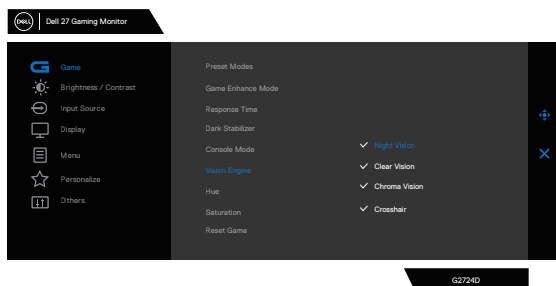 DELL
Dell 27 Gaming Monitor
Game
Brightness / Contrast
Input Source
Display
Menu
Personalize
Others
Preset Modes
Game Enhance Mode
Response Time
Dark Stabilizer
Console Mode
Vision Engine
Hue
Saturation
Reset Game
Night Vision
Clear Vision
Chroma Vision
Crosshair
G2724D